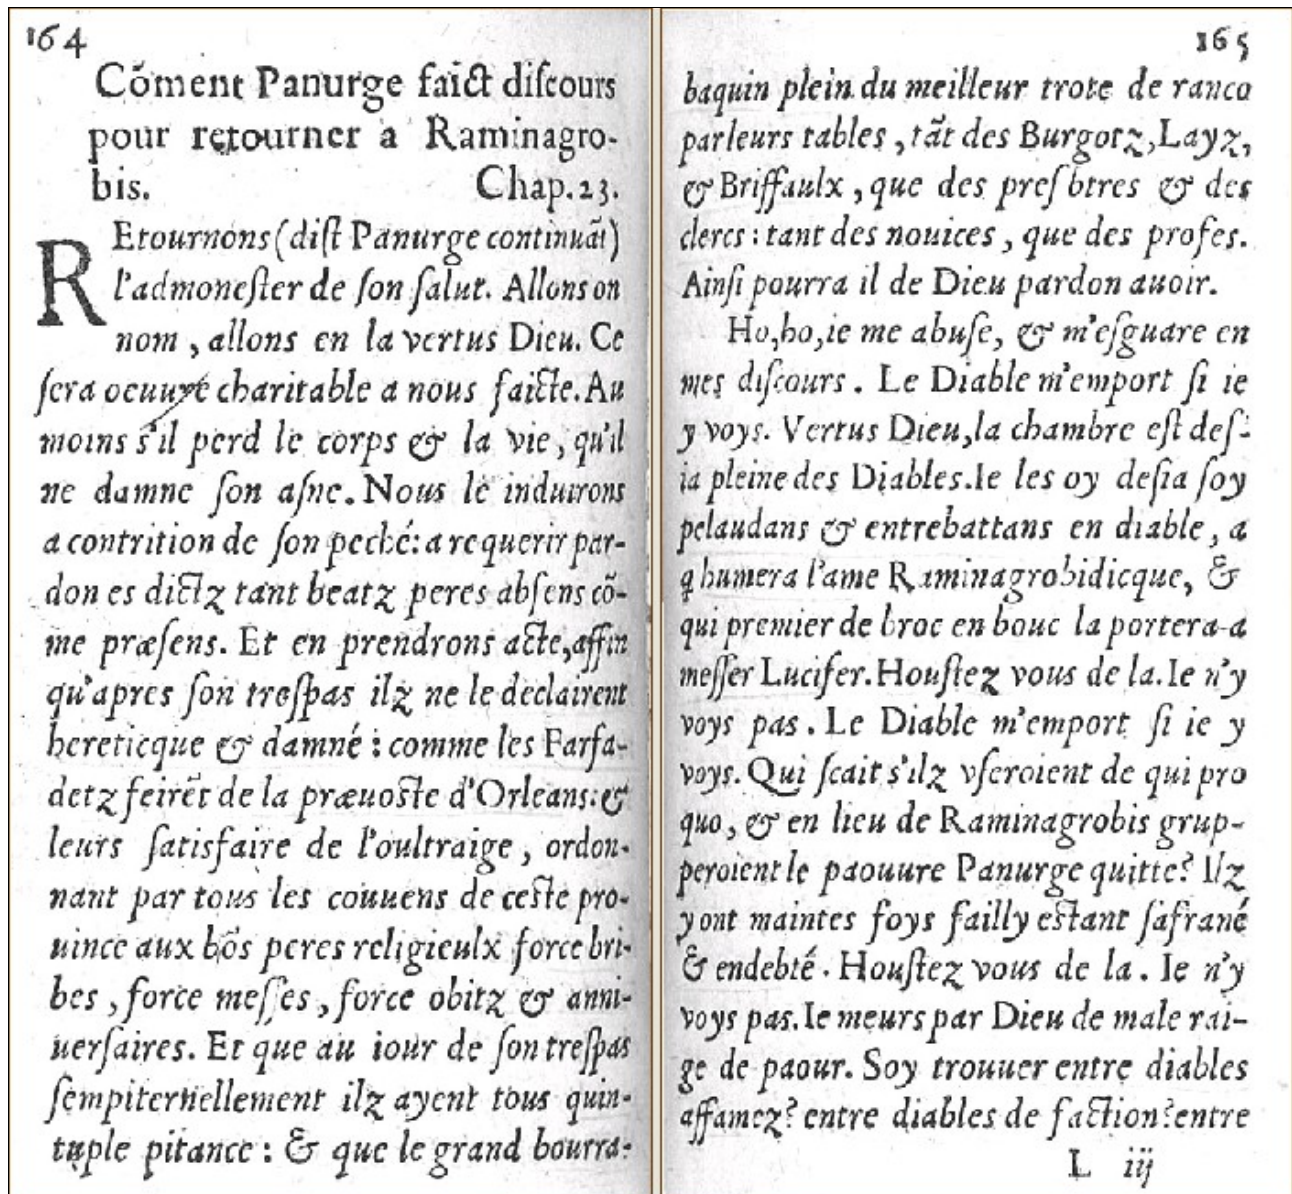 164
Cõment Panurge faict diſcours
pour retourner a Raminagro-
bis. Chap.23.
REtournons (diſt Panurge continuãt)
l'admoneſter de ſon ſalut. Allons on
nom, allons en la vertus Dieu. Ce
ſera oeuure charitable a nous faicte. Au
moins s'il perd le corps & la vie, qu'il
ne damne ſon aſne. Nous le induirons
a contrition de ſon peché: a requerir par-
don es dictz tant beatz peres abſens cõ-
me præſens. Et en prendrons acte, affin
qu'apres ſon treſpas ilz ne le declairent
hereticque & damné: comme les Farfa-
detz feirẽt de la præuoſte d'Orleans: &
leurs ſatisfaire de l'oultraige, ordon-
nant par tous les couuens de ceſte pro-
uince aux bõs peres religieulx force bri-
bes, force meſſes, force obitz & anni-
uerſaires. Et que au iour de ſon treſpas
ſempiternellement ilz ayent tous quin-
tuple pitance: & que le grand bourra-
165
baquin plein du meilleur trote de ranco
par leurs tables, tãt des Burgotz, Layz,
& Briffaulx, que des preſbtres & des
clercs: tant des nouices, que des profes.
Ainſi pourra il de Dieu pardon auoir.
Ho, ho, ie me abuſe, & m'eſguare en
mes diſcours. Le Diable m'emport ſi ie
y voys. Vertus Dieu, la chambre eſt deſ-
ia pleine des Diables. Ie les oy deſia ſoy
pelaudans & entrebattans en diable, a
q humera l'ame Raminagrobidicque, &
qui premier de broc en bouc la portera a
meſſer Lucifer. Houſtez vous de la. Ie n'y
voys pas. Le Diable m'emport ſi ie y
voys. Qui ſcait s'ilz vſeroient de qui pro
quo, & en lieu de Raminagrobis grup-
peroient le paouure Panurge quitte? Ilz
y ont maintes foys failly eſtant ſafrané
& endebté. Houſtez vous de la. Ie n'y
voys pas. Ie meurs par Dieu de male rai-
ge de paour. Soy trouuer entre diables
affamez? entre diables de faction? entre
L iij